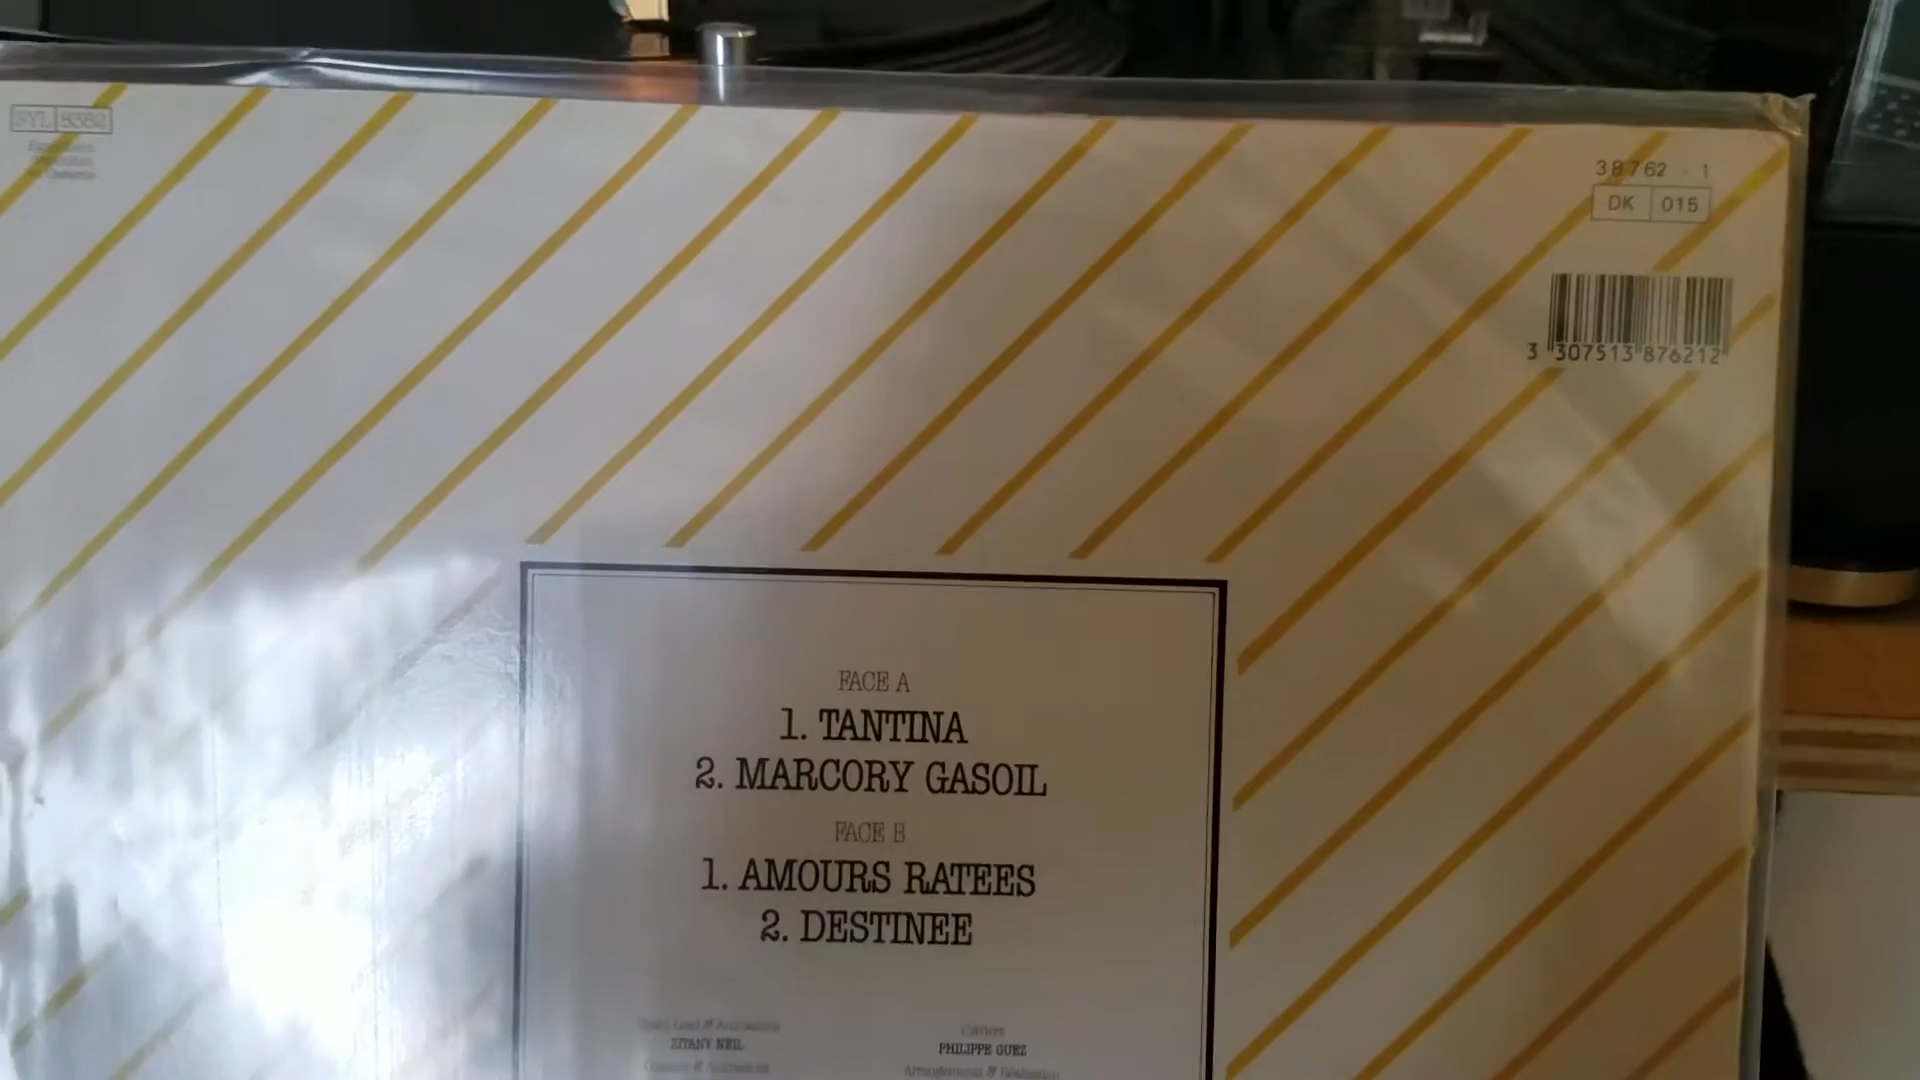 SYL 8382
38762 - 1
DK 015
3 307513 876212
FACE A
1. TANTINA
2. MARCORY GASOIL
FACE B
1. AMOURS RATEES
2. DESTINEE
ZITANY NEIL
PHILIPPE GUEZ